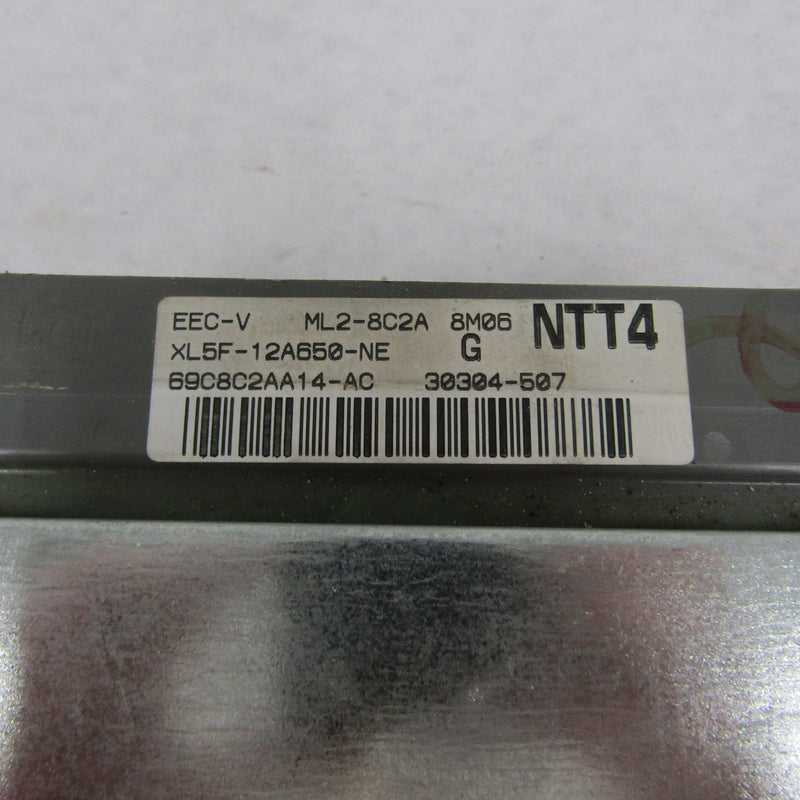 EEC-V ML2-8C2A 8M06 NTT4
XL5F-12A650-NE G
69C8C2AA14-AC 30304-507